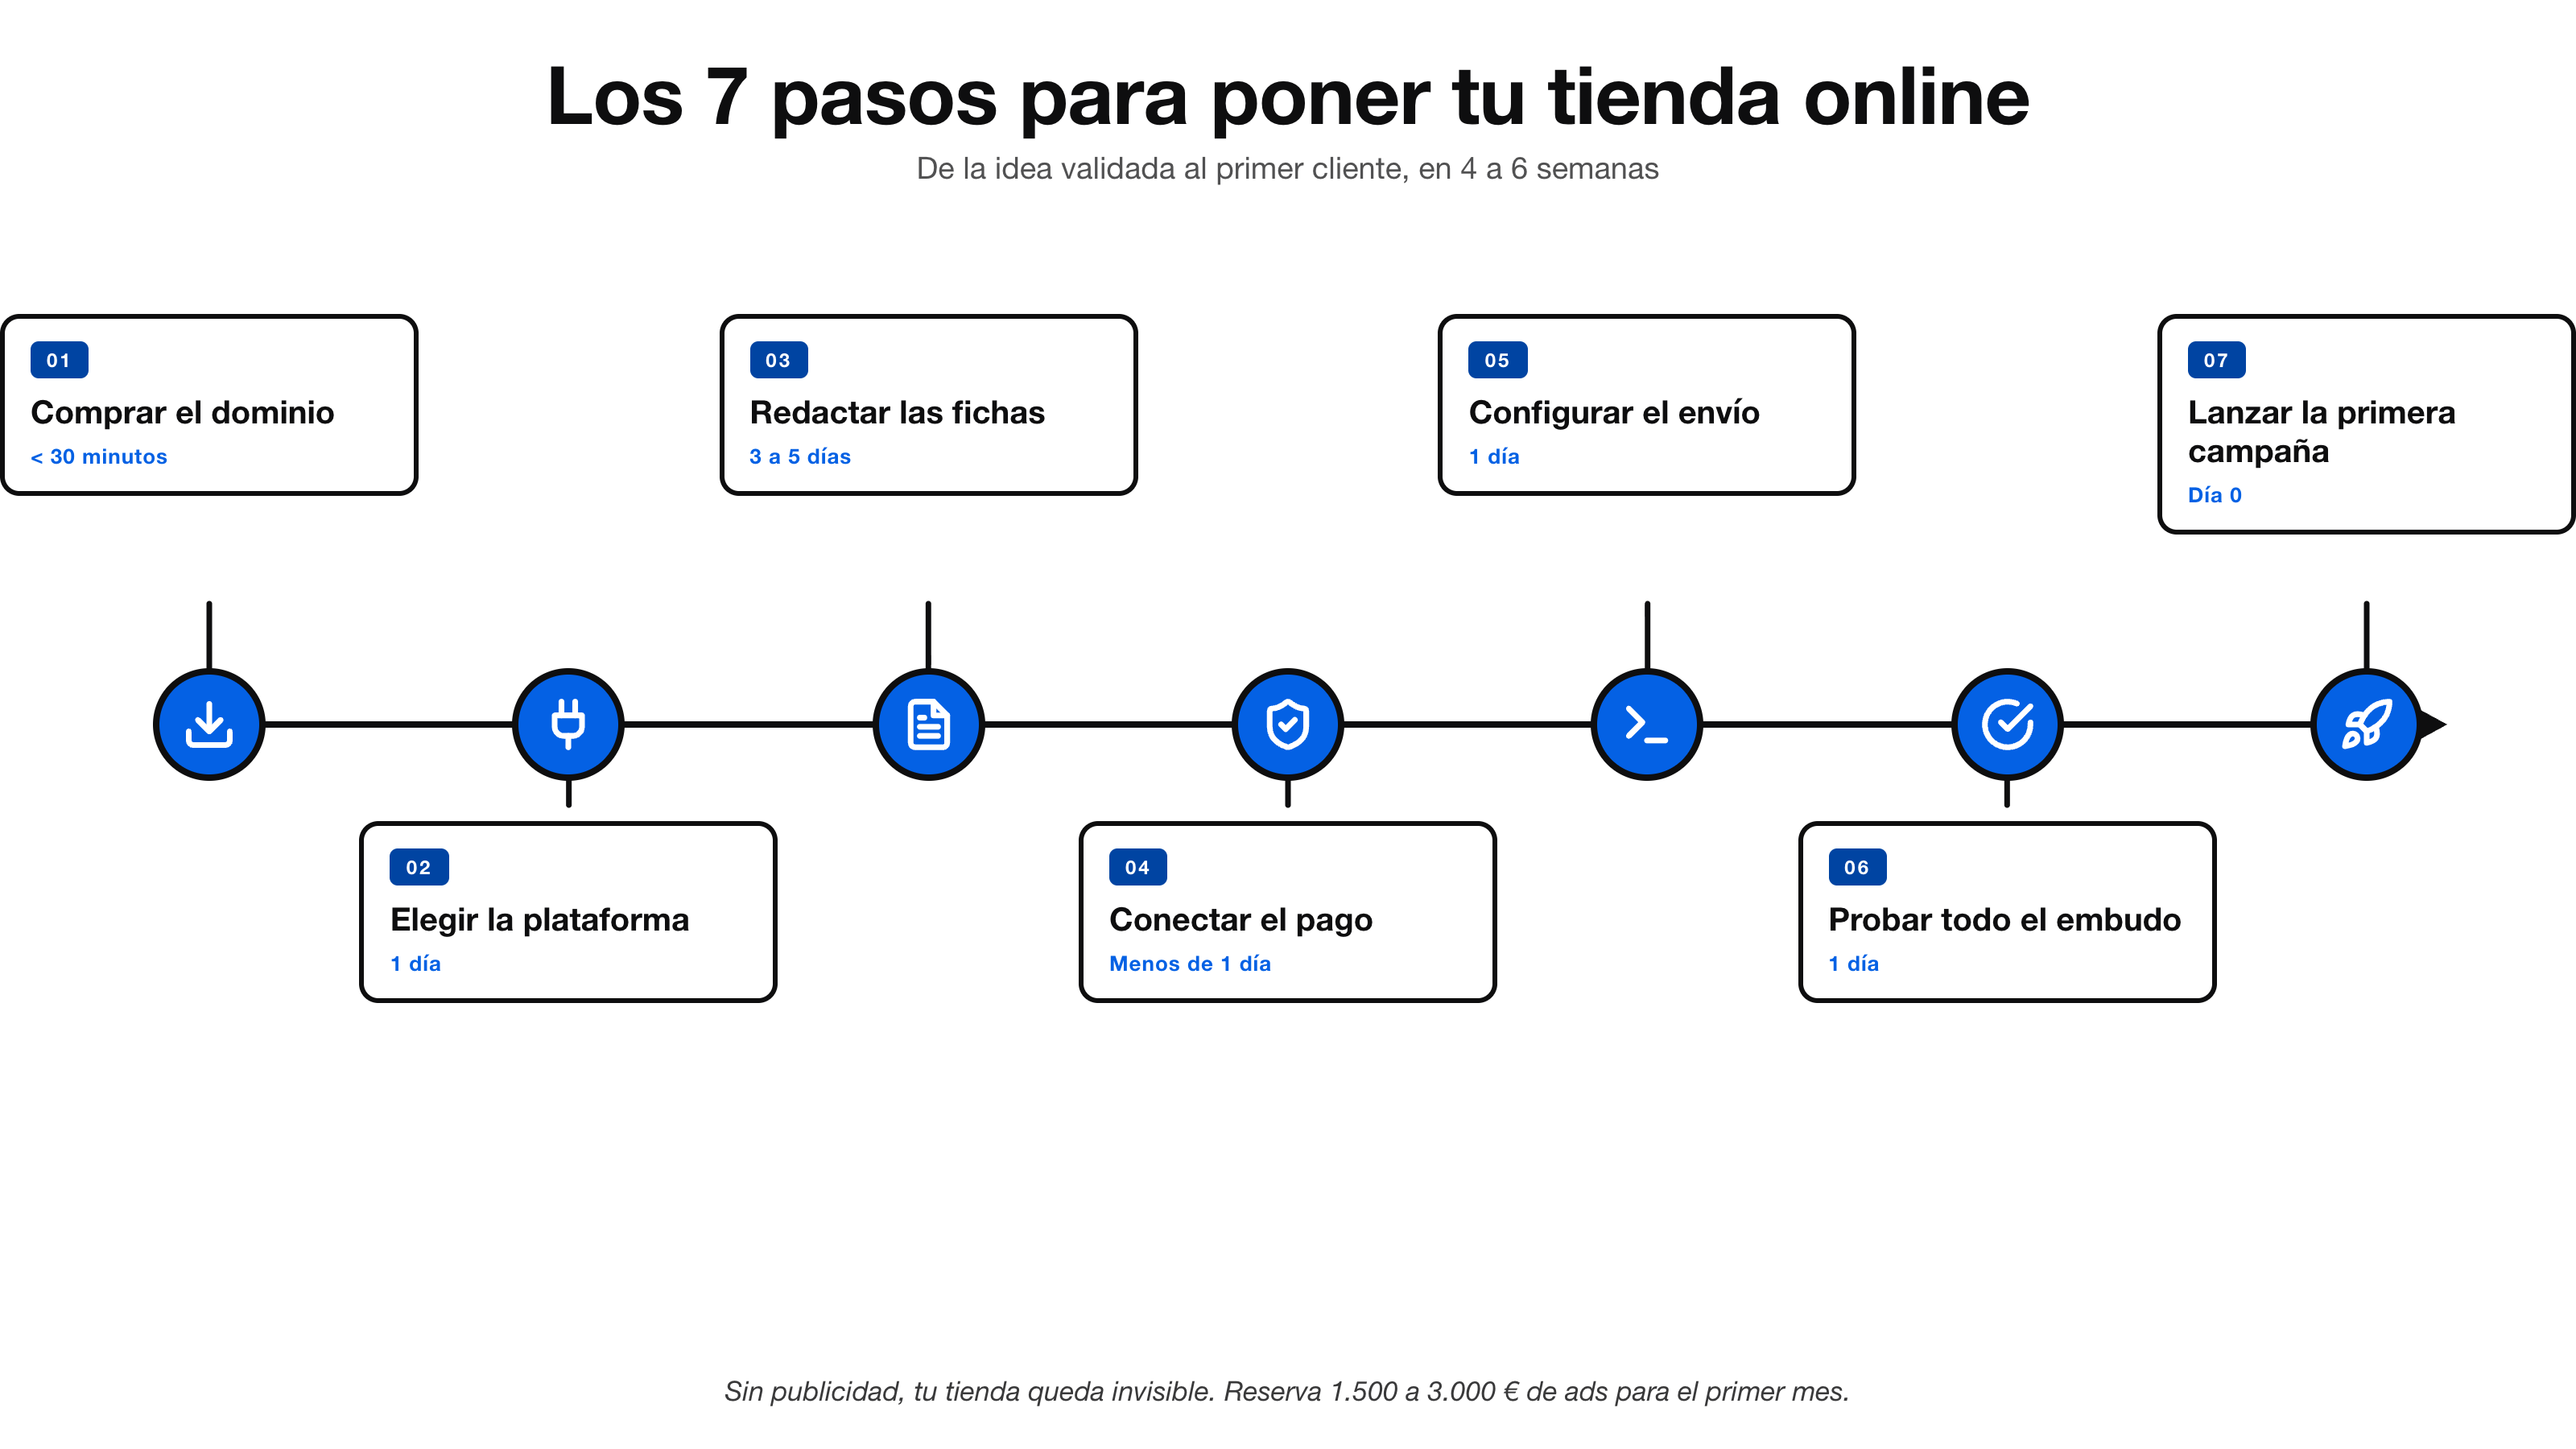 Los 7 pasos para poner tu tienda online
De la idea validada al primer cliente, en 4 a 6 semanas
01
Comprar el dominio
< 30 minutos
02
Elegir la plataforma
1 día
03
Redactar las fichas
3 a 5 días
04
Conectar el pago
Menos de 1 día
05
Configurar el envío
1 día
06
Probar todo el embudo
1 día
07
Lanzar la primera
campaña
Día 0
Sin publicidad, tu tienda queda invisible. Reserva 1.500 a 3.000 € de ads para el primer mes.